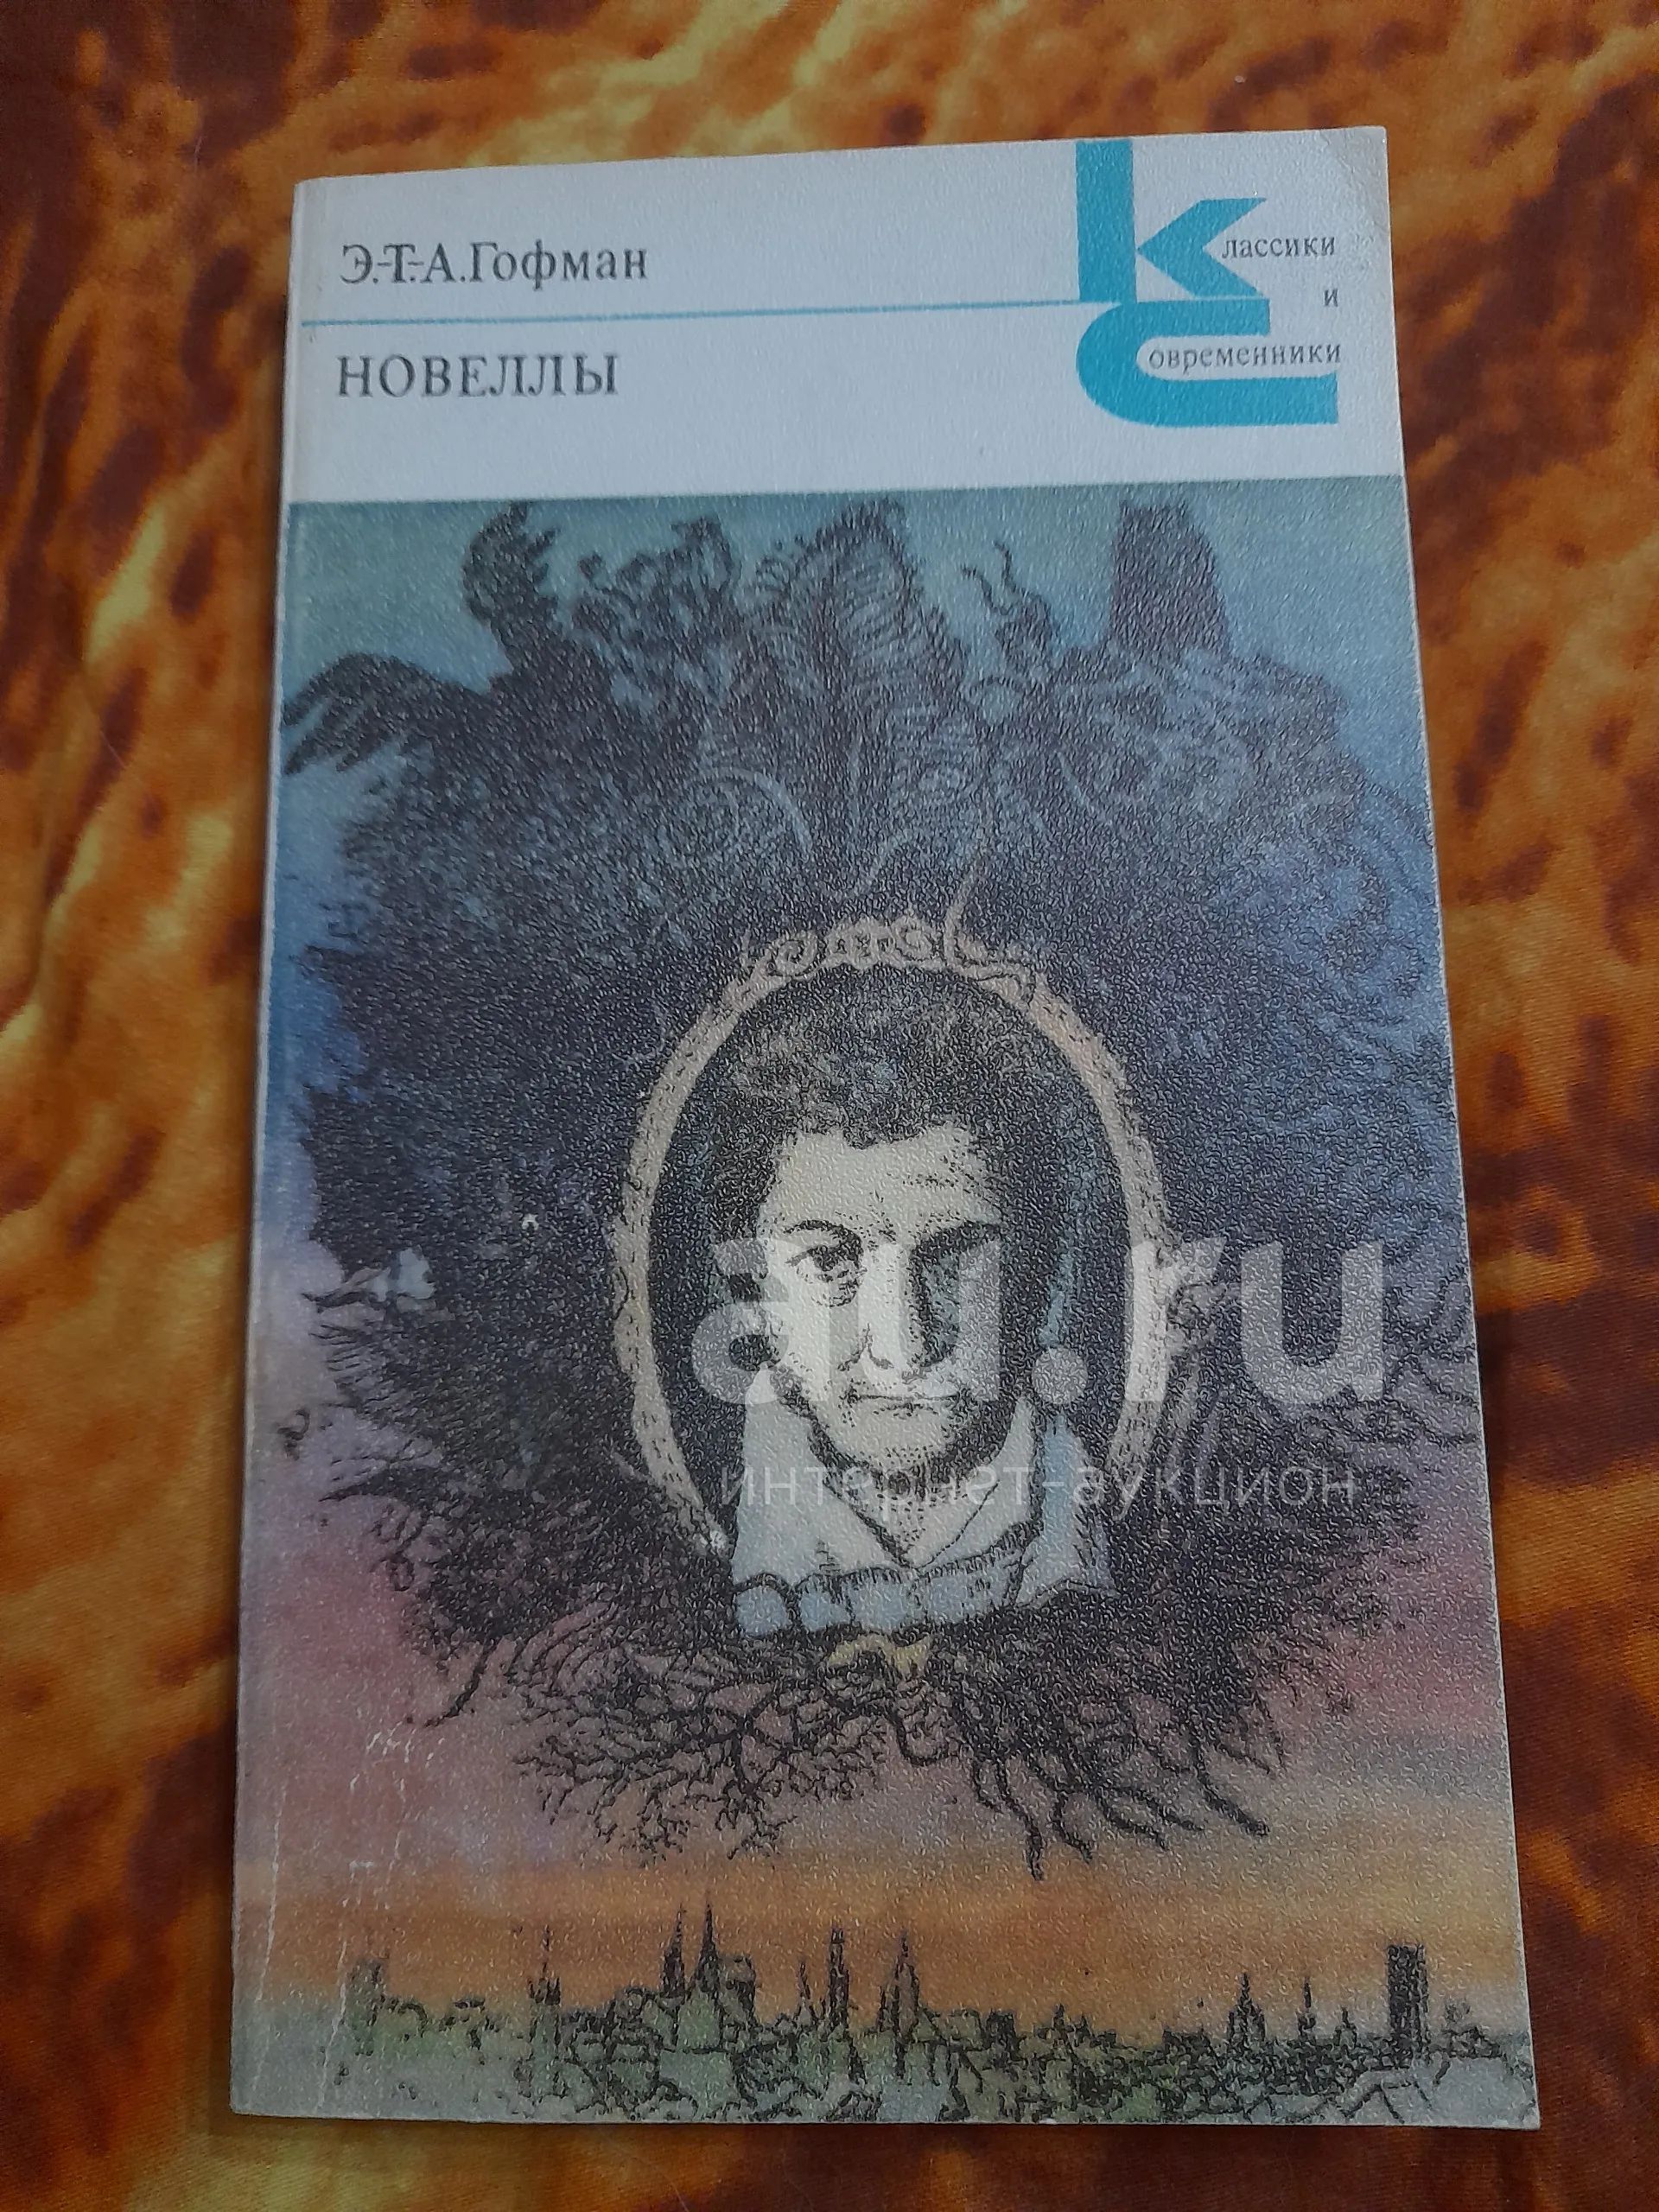 Э.-Т.-А.Гофман
НОВЕЛЛЫ
Классики
и
Современники
au.ru
интернет-аукцион